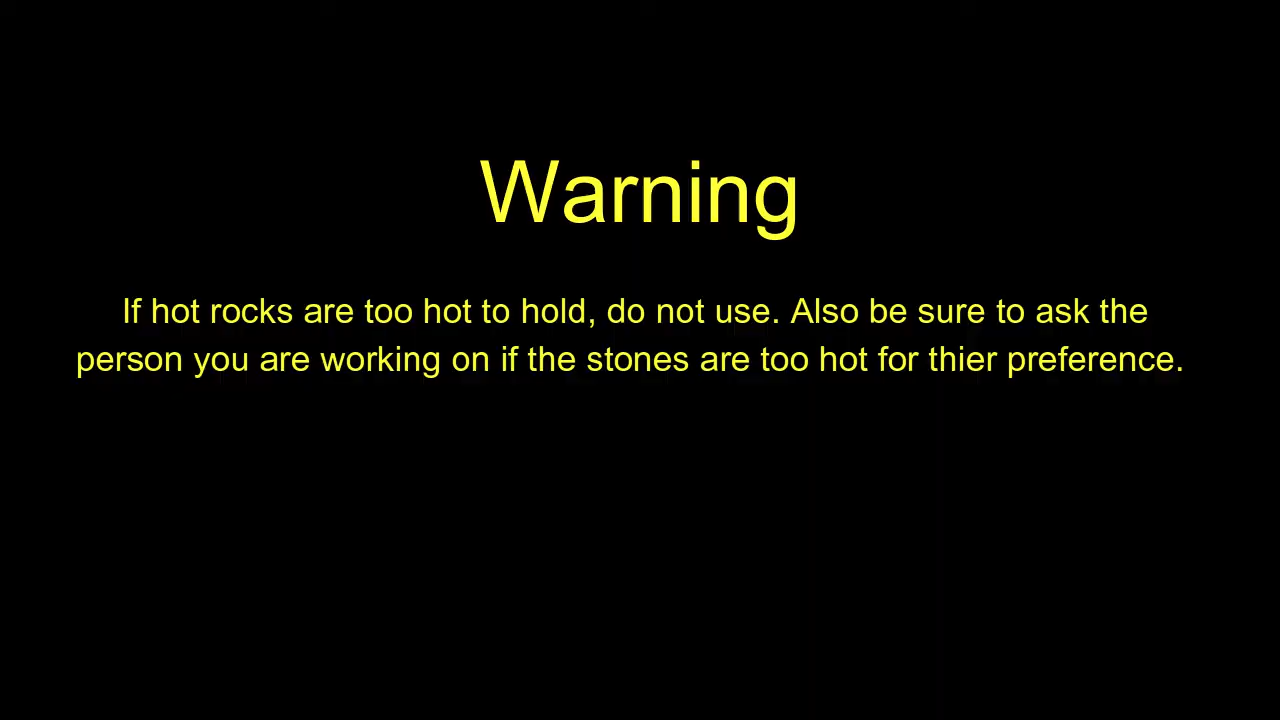 Warning
If hot rocks are too hot to hold, do not use. Also be sure to ask the
person you are working on if the stones are too hot for thier preference.